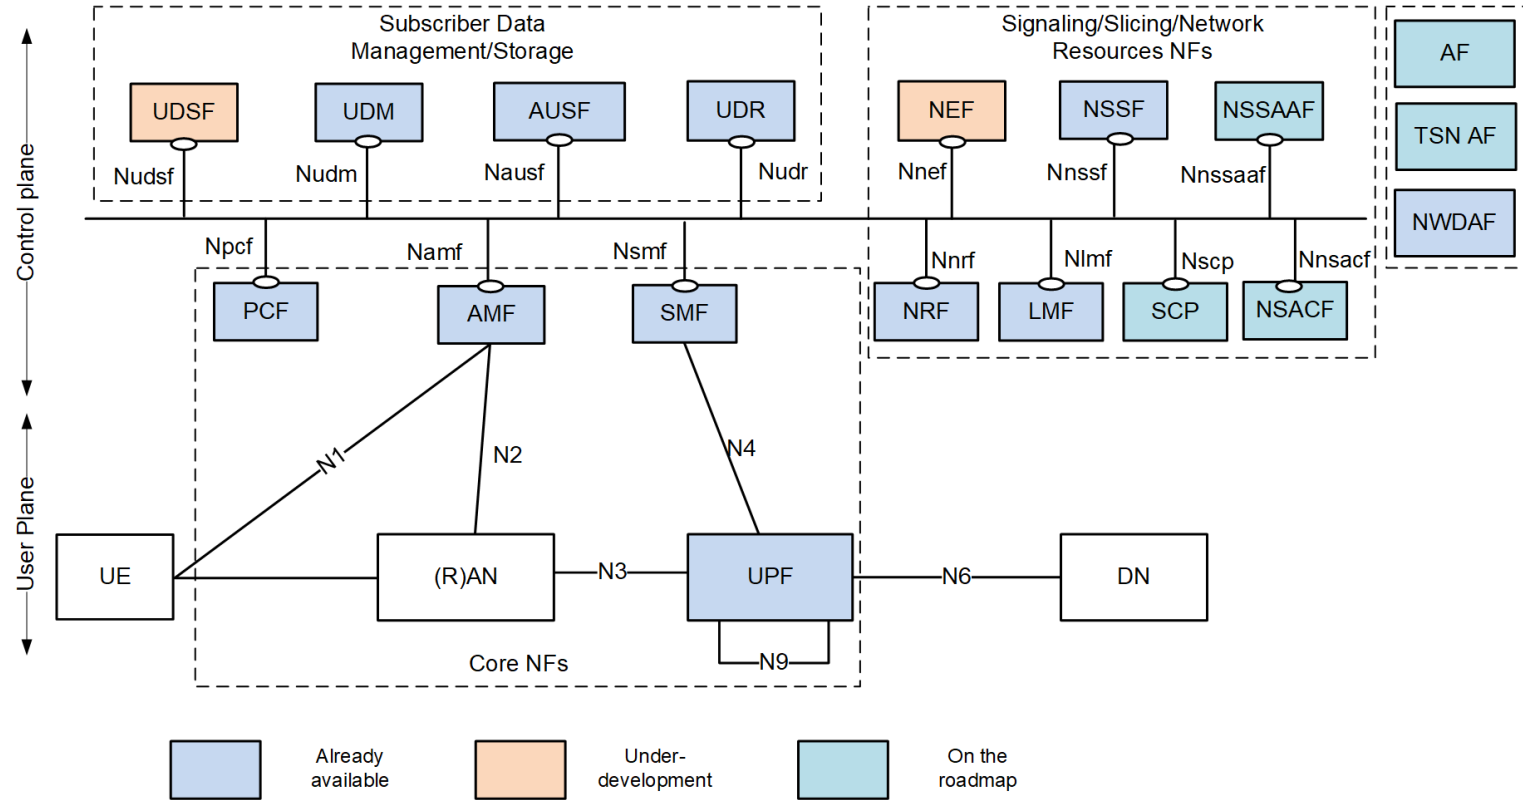 Subscriber Data
Management/Storage
Signaling/Slicing/Network
Resources NFs
AF
UDSF
UDM
AUSF
UDR
NEF
NSSF
NSSAAF
TSN AF
Nudsf
Nudm
Nausf
Nudr
Nnef
Nnssf
Nnssaaf
NWDAF
Control plane
Npcf
Namf
Nsmf
Nnrf
Nlmf
Nscp
Nnsacf
PCF
AMF
SMF
NRF
LMF
SCP
NSACF
N1
N2
N4
User Plane
UE
(R)AN
N3
UPF
N6
DN
N9
Core NFs
Already
available
Under-
development
On the
roadmap